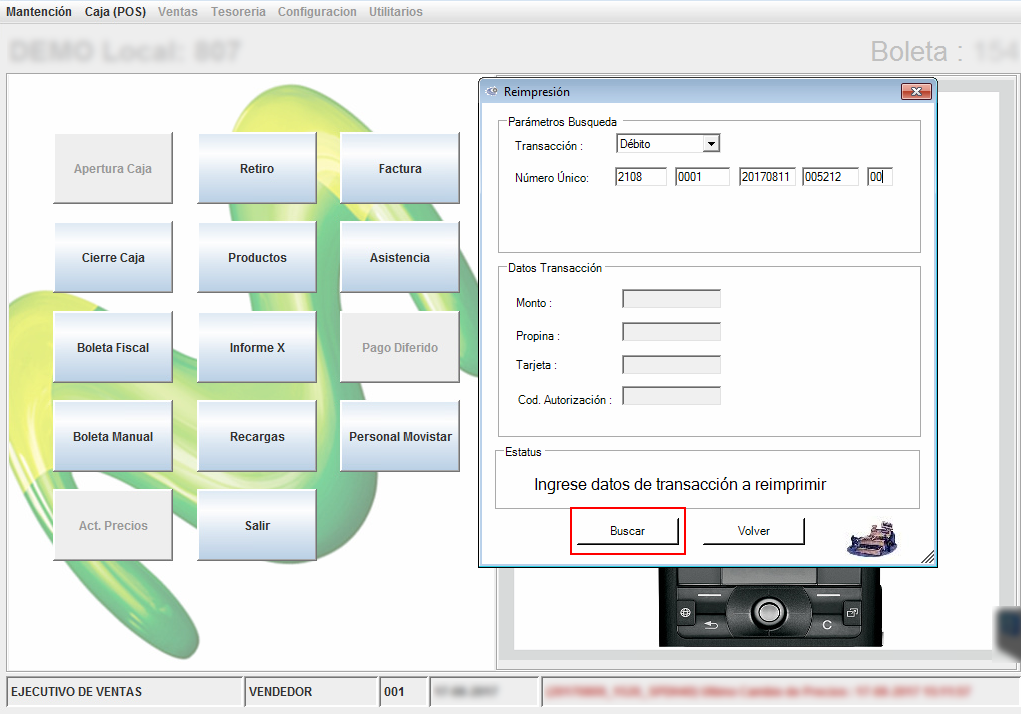 Mantención Caja (POS) Ventas Tesoreria Configuracion Utilitarios
DEMO Local: 807
Boleta : 154
Apertura Caja Retiro Factura
Cierre Caja Productos Asistencia
Boleta Fiscal Informe X Pago Diferido
Boleta Manual Recargas Personal Movistar
Act. Precios Salir
Reimpresión
Parámetros Busqueda
Transacción : Débito
Número Único: 2108 0001 20170811 005212 00
Datos Transacción
Monto :
Propina :
Tarjeta :
Cod. Autorización :
Estatus
Ingrese datos de transacción a reimprimir
Buscar Volver
C
EJECUTIVO DE VENTAS VENDEDOR 001 17-08-2017